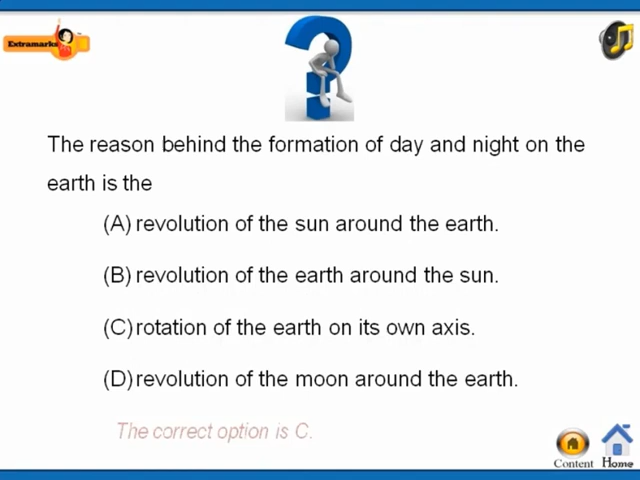 Extramarks
The reason behind the formation of day and night on the
earth is the
(A) revolution of the sun around the earth.
(B) revolution of the earth around the sun.
(C) rotation of the earth on its own axis.
(D) revolution of the moon around the earth.
The correct option is C.
Content Home